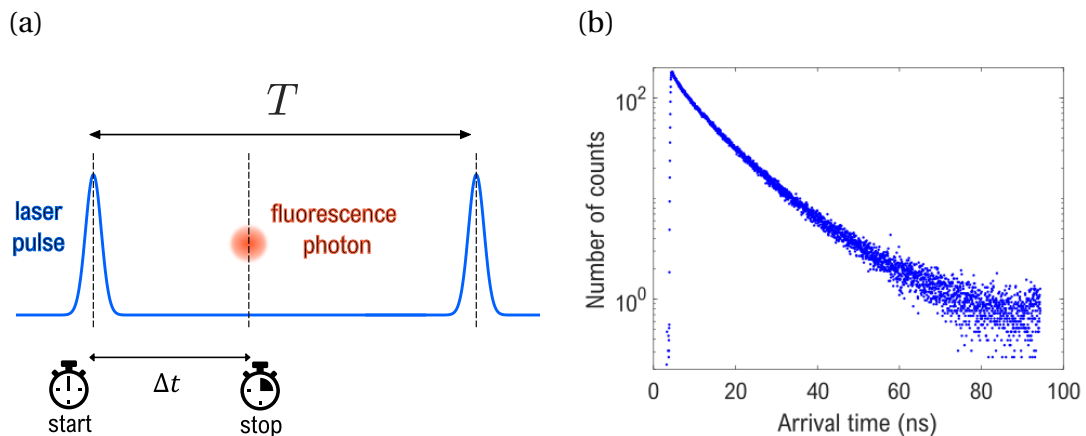 (a)
T
laser
pulse
fluorescence
photon
Δt
start
stop
(b)
Number of counts
10²
10⁰
0
20
40
60
80
100
Arrival time (ns)